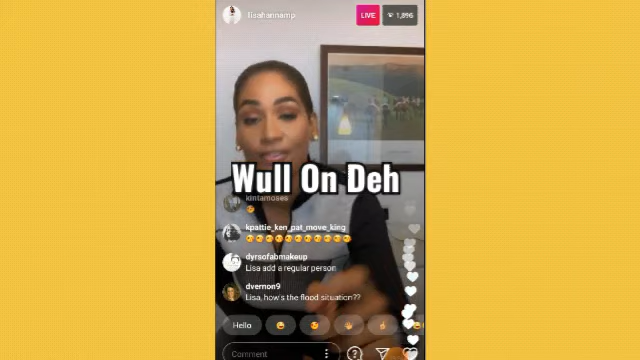 lisahannamp
LIVE
1,896
Wull On Deh
kintamoses
kpattie_ken_pat_move_king
dyrsofabmakeup
Lisa add a regular person
dvernon9
Lisa, how's the flood situation??
Hello
Comment